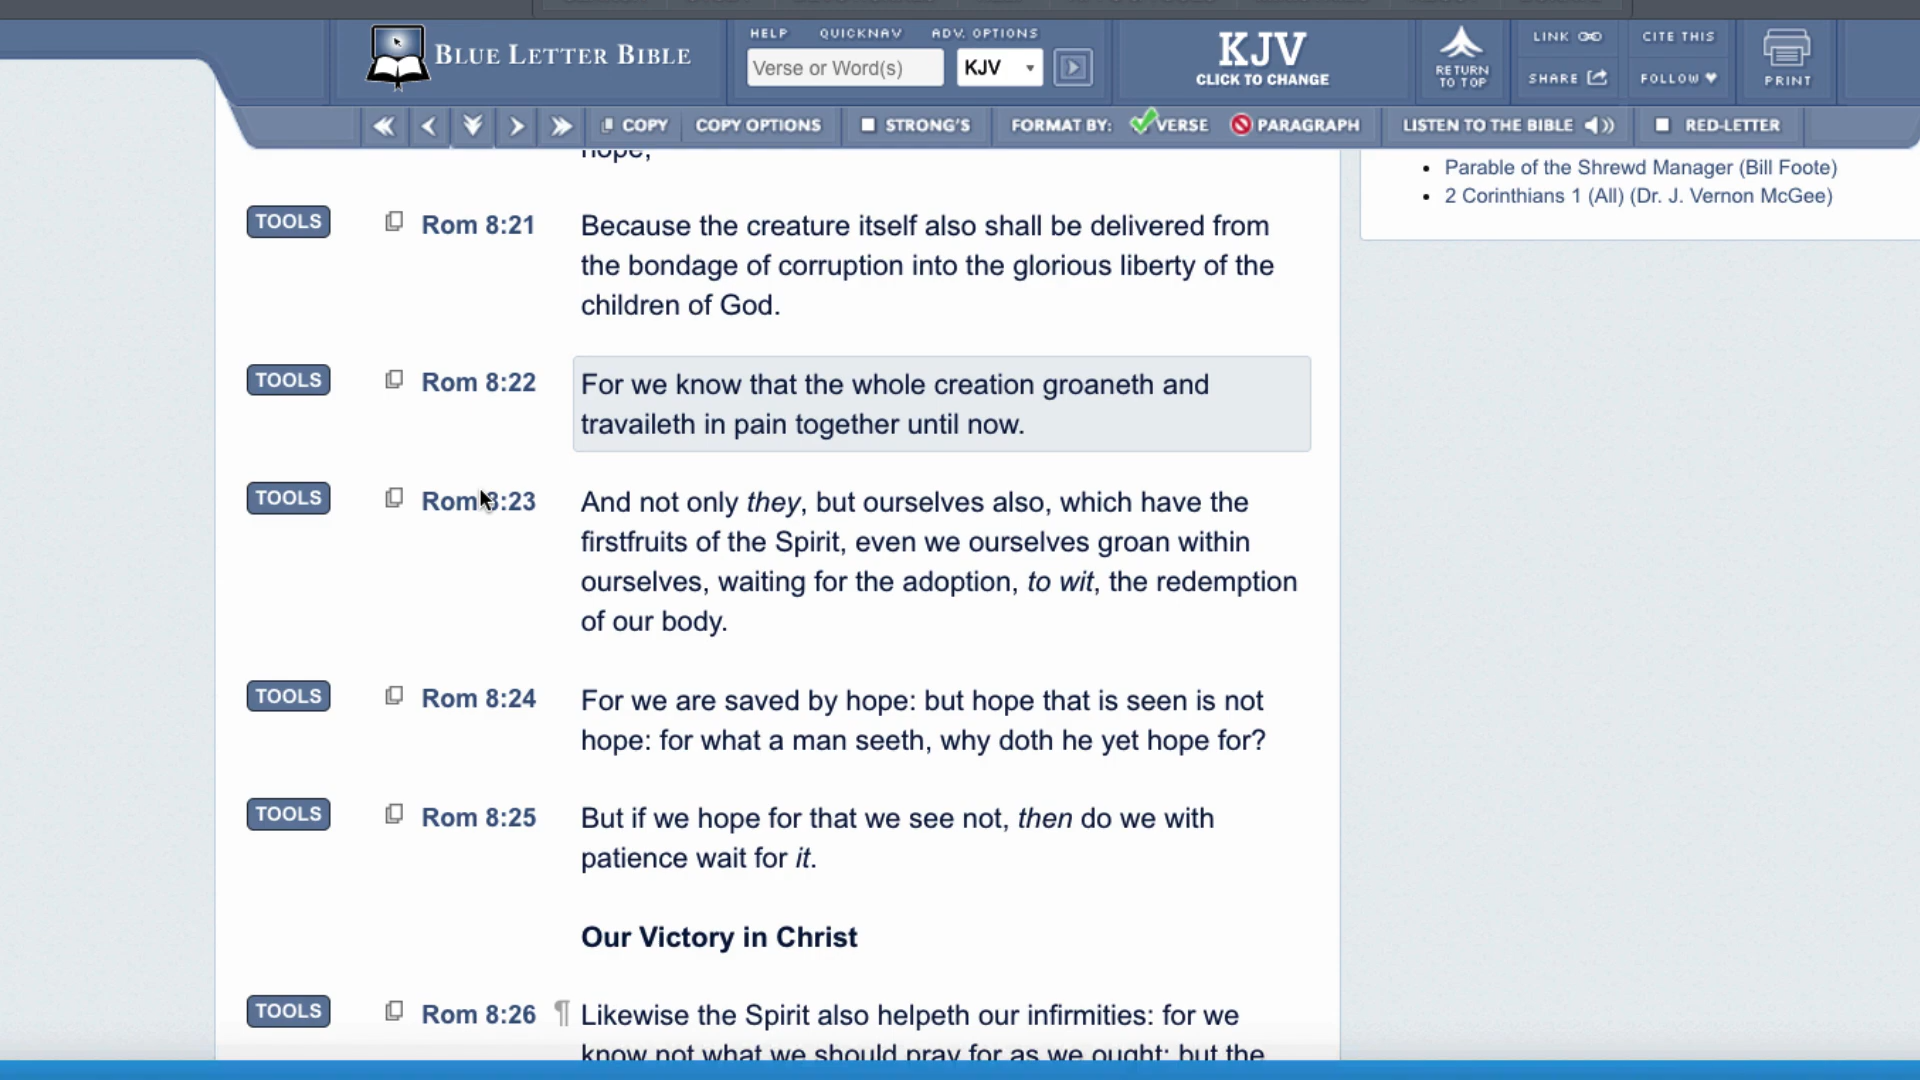 HELP QUICKNAV ADV. OPTIONS
BLUE LETTER BIBLE
Verse or Word(s)
KJV
KJV
CLICK TO CHANGE
RETURN
TO TOP
LINK
SHARE
CITE THIS
FOLLOW
PRINT
COPY
COPY OPTIONS
STRONG'S
FORMAT BY:
VERSE
PARAGRAPH
LISTEN TO THE BIBLE
RED-LETTER
hope,
Parable of the Shrewd Manager (Bill Foote)
2 Corinthians 1 (All) (Dr. J. Vernon McGee)
TOOLS Rom 8:21 Because the creature itself also shall be delivered from
the bondage of corruption into the glorious liberty of the
children of God.
TOOLS Rom 8:22 For we know that the whole creation groaneth and
travaileth in pain together until now.
TOOLS Rom 8:23 And not only they, but ourselves also, which have the
firstfruits of the Spirit, even we ourselves groan within
ourselves, waiting for the adoption, to wit, the redemption
of our body.
TOOLS Rom 8:24 For we are saved by hope: but hope that is seen is not
hope: for what a man seeth, why doth he yet hope for?
TOOLS Rom 8:25 But if we hope for that we see not, then do we with
patience wait for it.
Our Victory in Christ
TOOLS Rom 8:26 ¶ Likewise the Spirit also helpeth our infirmities: for we
know not what we should pray for as we ought: but the